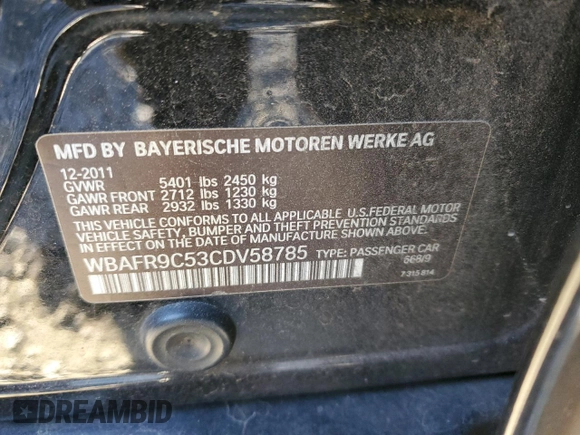 MFD BY BAYERISCHE MOTOREN WERKE AG
12-2011
GVWR 5401 lbs 2450 kg
GAWR FRONT 2712 lbs 1230 kg
GAWR REAR 2932 lbs 1330 kg
THIS VEHICLE CONFORMS TO ALL APPLICABLE U.S.FEDERAL MOTOR
VEHICLE SAFETY, BUMPER, AND THEFT PREVENTION STANDARDS
IN EFFECT ON THE DATE OF MANUFACTURE SHOWN ABOVE.
WBAFR9C53CDV58785 TYPE: PASSENGER CAR
668/9
7 315 814
DREAMBID